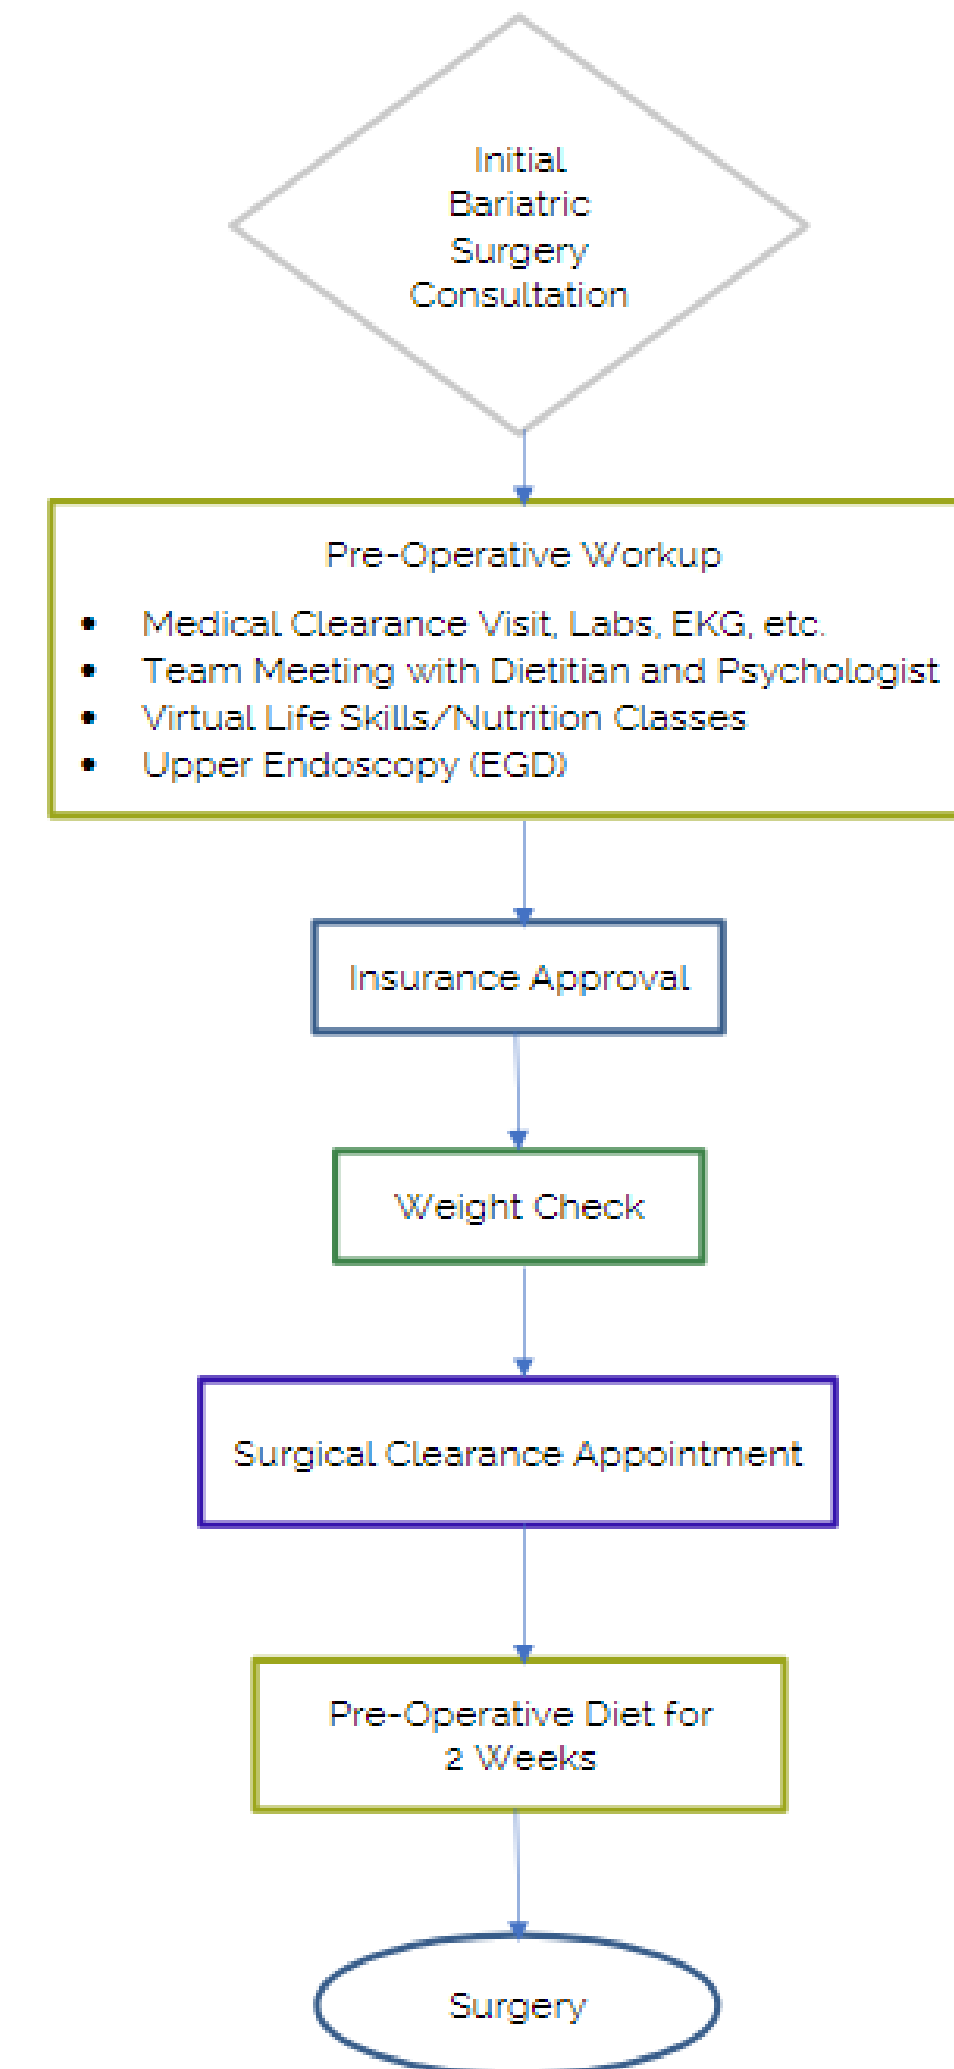 Initial
Bariatric
Surgery
Consultation
Pre-Operative Workup
• Medical Clearance Visit, Labs, EKG, etc.
• Team Meeting with Dietitian and Psychologist
• Virtual Life Skills/Nutrition Classes
• Upper Endoscopy (EGD)
Insurance Approval
Weight Check
Surgical Clearance Appointment
Pre-Operative Diet for
2 Weeks
Surgery